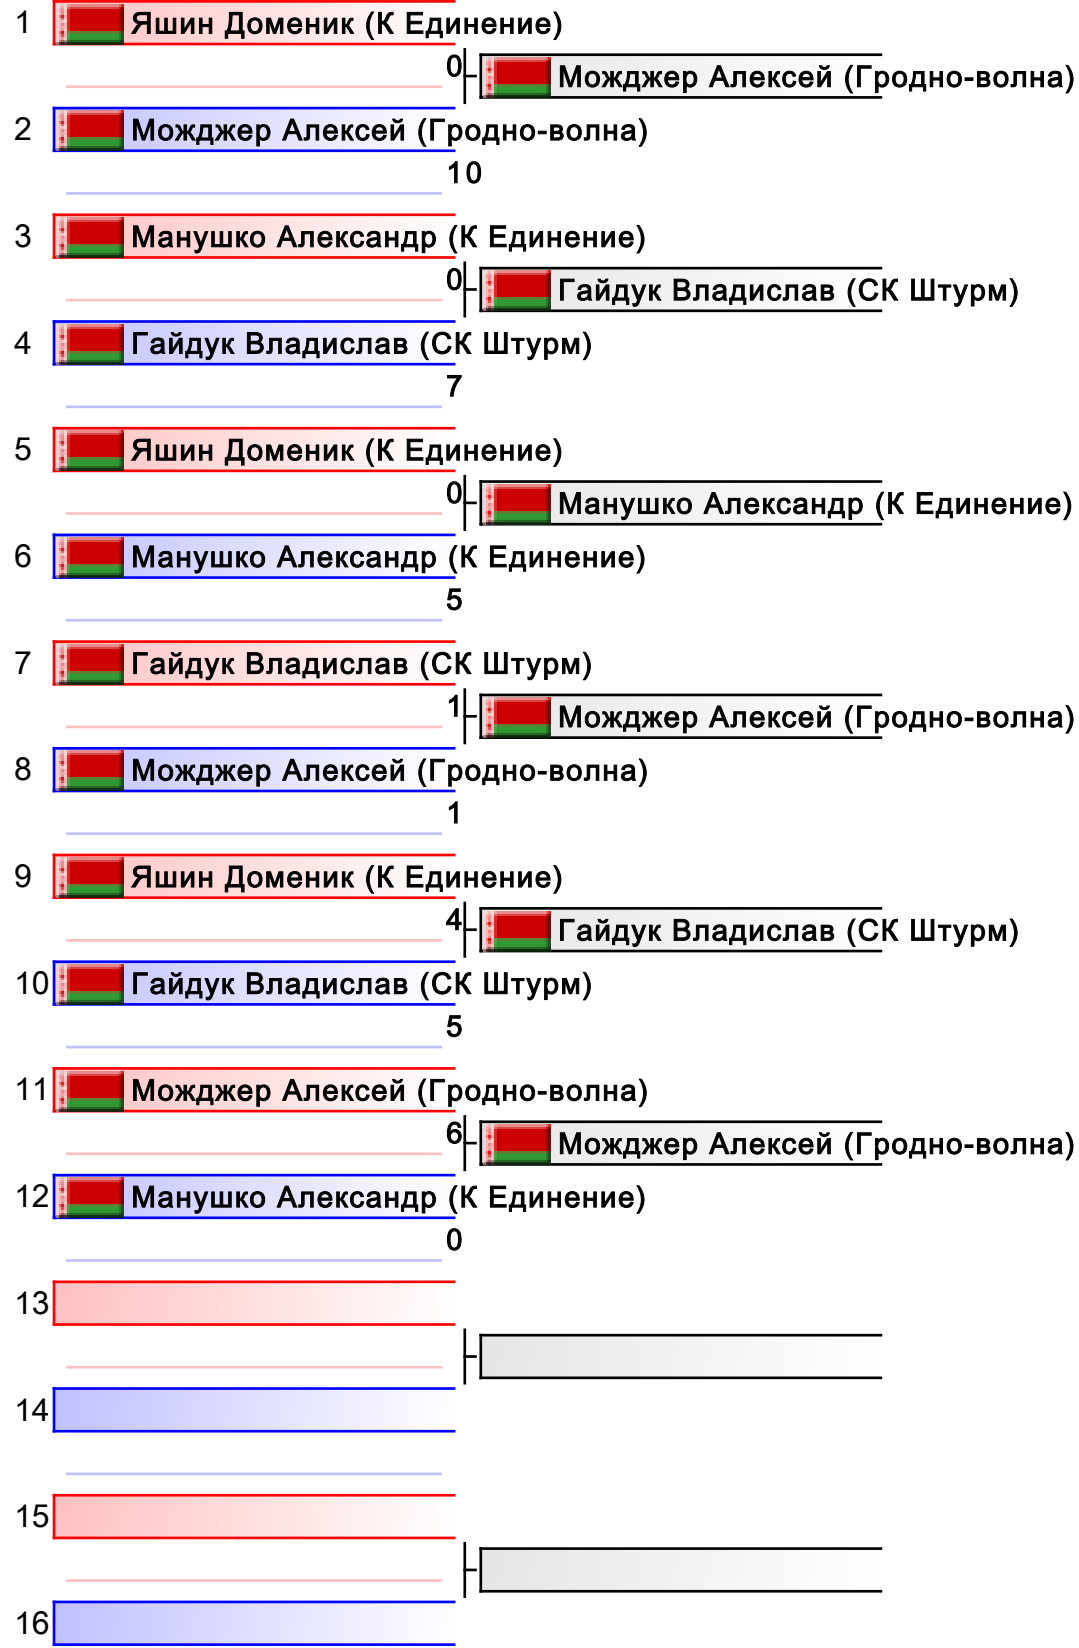 1 Яшин Доменик (К Единение)
0 Можджер Алексей (Гродно-волна)
2 Можджер Алексей (Гродно-волна)
10
3 Манушко Александр (К Единение)
0 Гайдук Владислав (СК Штурм)
4 Гайдук Владислав (СК Штурм)
7
5 Яшин Доменик (К Единение)
0 Манушко Александр (К Единение)
6 Манушко Александр (К Единение)
5
7 Гайдук Владислав (СК Штурм)
1 Можджер Алексей (Гродно-волна)
8 Можджер Алексей (Гродно-волна)
1
9 Яшин Доменик (К Единение)
4 Гайдук Владислав (СК Штурм)
10 Гайдук Владислав (СК Штурм)
5
11 Можджер Алексей (Гродно-волна)
6 Можджер Алексей (Гродно-волна)
12 Манушко Александр (К Единение)
0
13
14
15
16